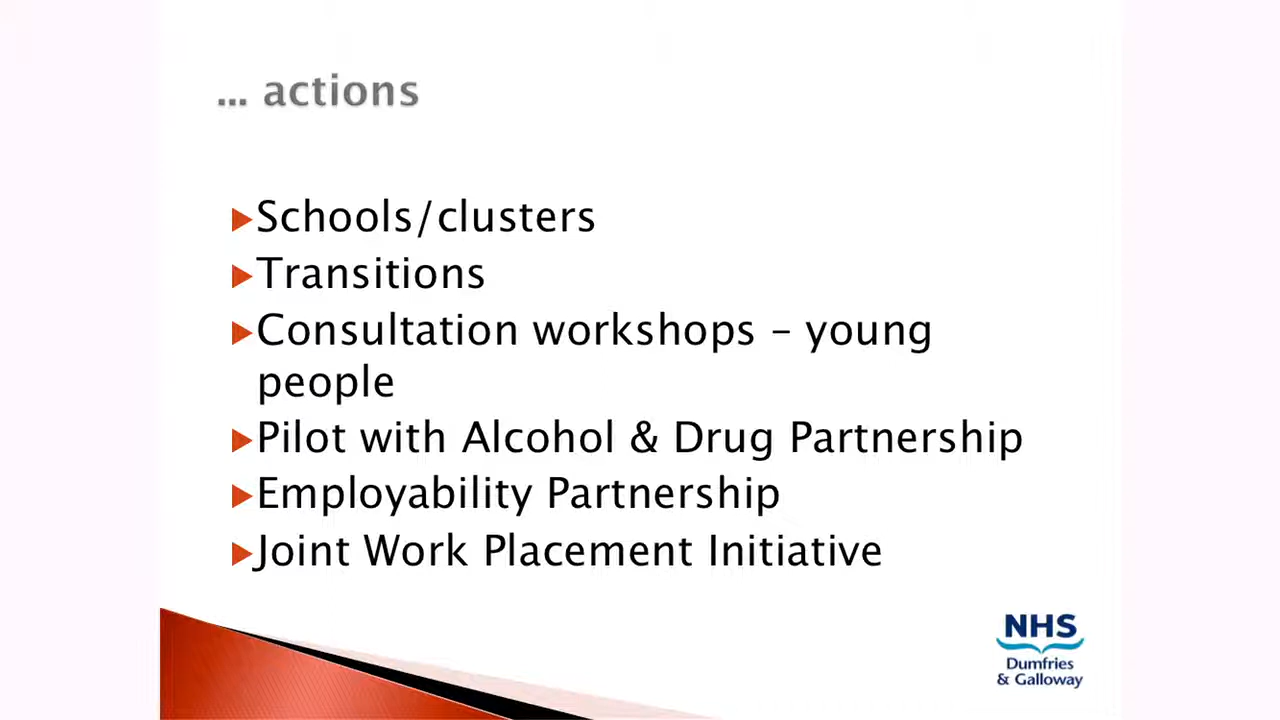 ... actions
Schools/clusters
Transitions
Consultation workshops – young
people
Pilot with Alcohol & Drug Partnership
Employability Partnership
Joint Work Placement Initiative
NHS
Dumfries
& Galloway